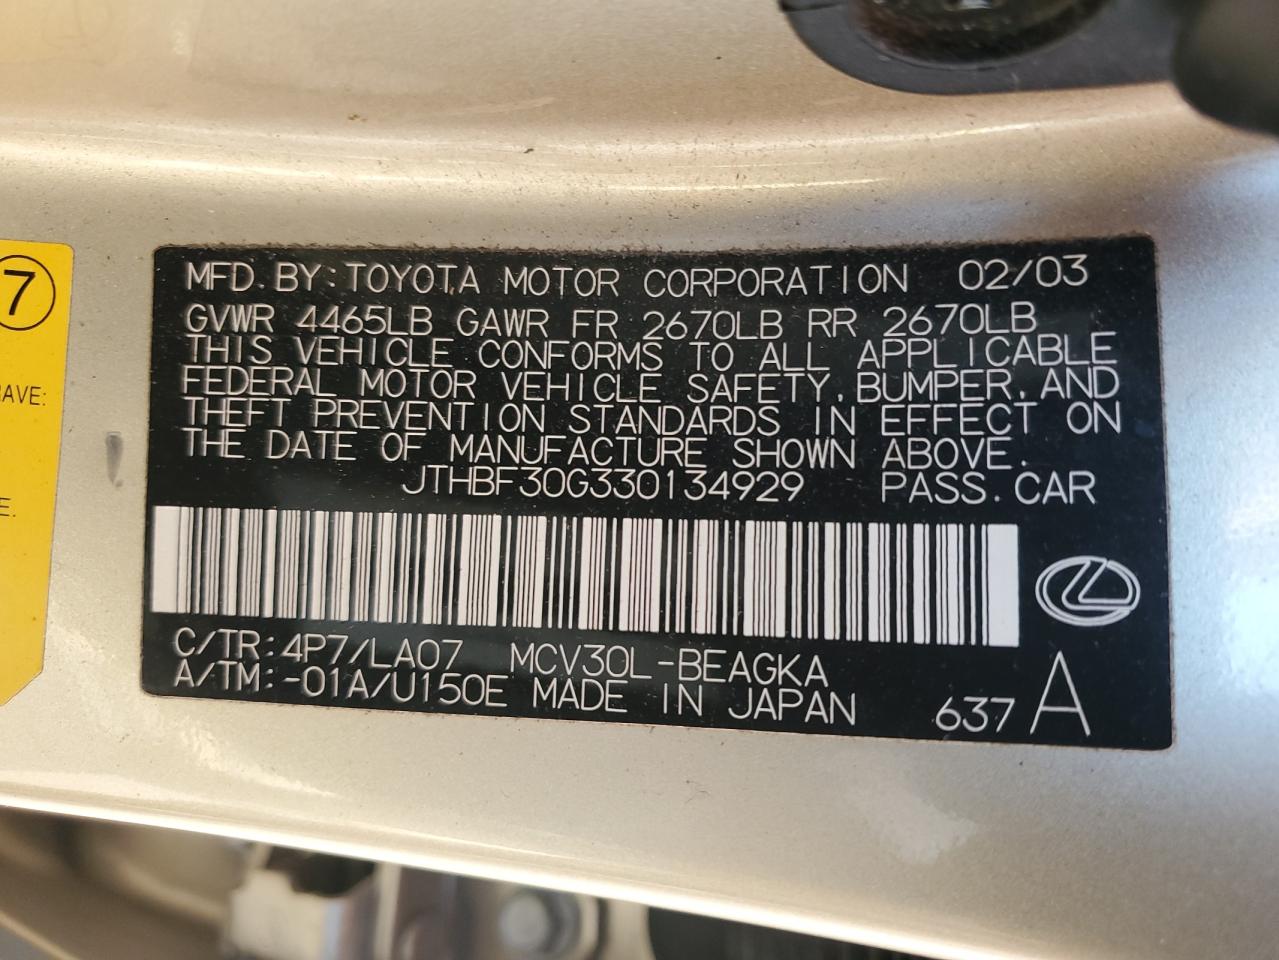 7
AVE:
E.
MFD. BY: TOYOTA MOTOR CORPORATION 02/03
GVWR 4465LB GAWR FR 2670LB RR 2670LB
THIS VEHICLE CONFORMS TO ALL APPLICABLE
FEDERAL MOTOR VEHICLE SAFETY, BUMPER, AND
THEFT PREVENTION STANDARDS IN EFFECT ON
THE DATE OF MANUFACTURE SHOWN ABOVE.
JTHBF30G330134929 PASS. CAR
C/TR: 4P7/LA07 MCV30L-BEAGKA
A/TM: -01A/U150E MADE IN JAPAN 637 A